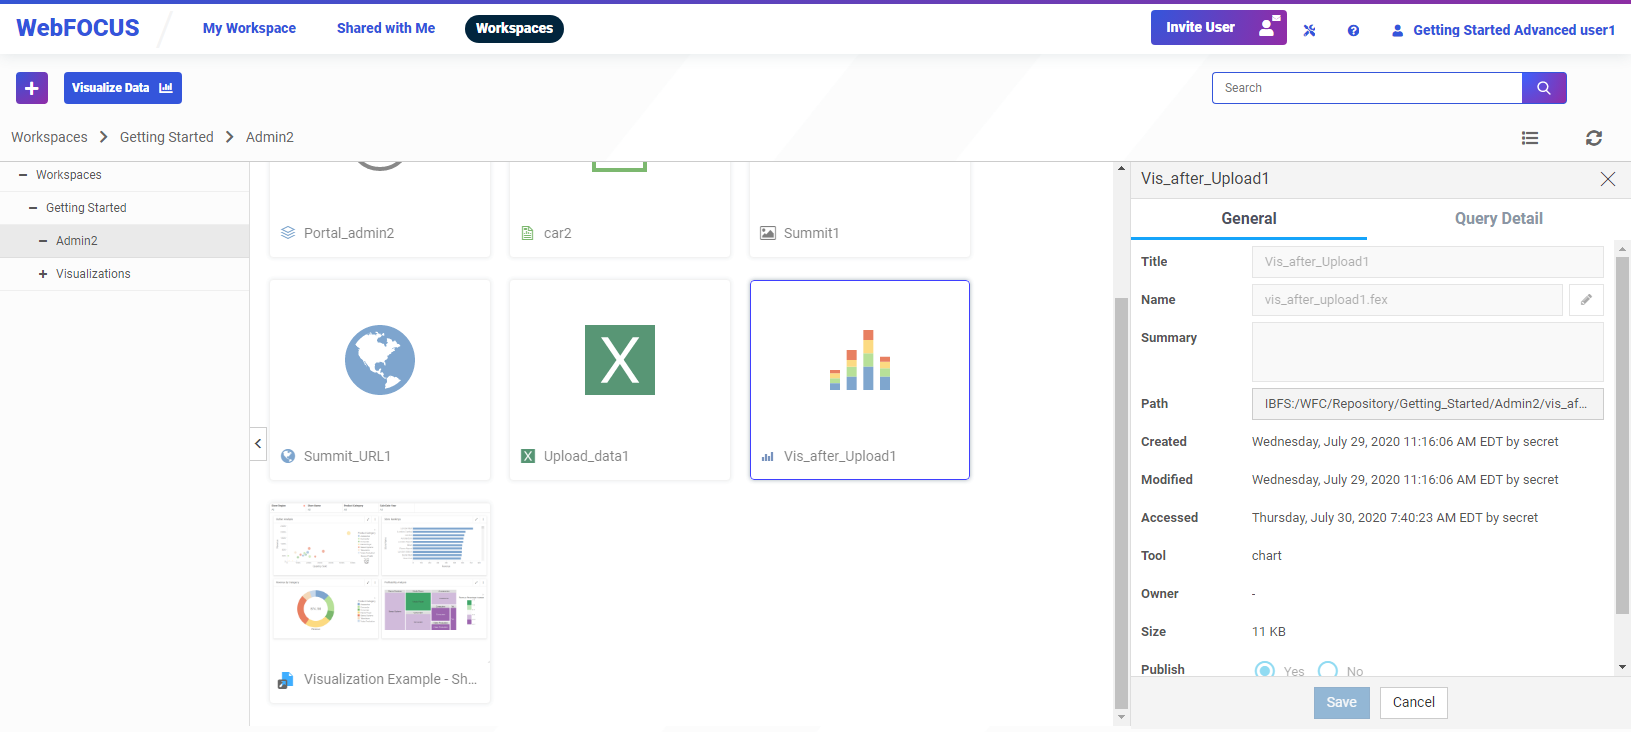 WebFOCUS
My Workspace
Shared with Me
Workspaces
Invite User
Getting Started Advanced user1
Visualize Data
Search
Workspaces > Getting Started > Admin2
Workspaces
Getting Started
Admin2
Visualizations
Portal_admin2
car2
Summit1
Summit_URL1
Upload_data1
Vis_after_Upload1
Visualization Example - Sh...
Vis_after_Upload1
General
Query Detail
Title Vis_after_Upload1
Name vis_after_upload1.fex
Summary
Path IBFS:/WFC/Repository/Getting_Started/Admin2/vis_af...
Created Wednesday, July 29, 2020 11:16:06 AM EDT by secret
Modified Wednesday, July 29, 2020 11:16:06 AM EDT by secret
Accessed Thursday, July 30, 2020 7:40:23 AM EDT by secret
Tool chart
Owner -
Size 11 KB
Publish Yes No
Save Cancel